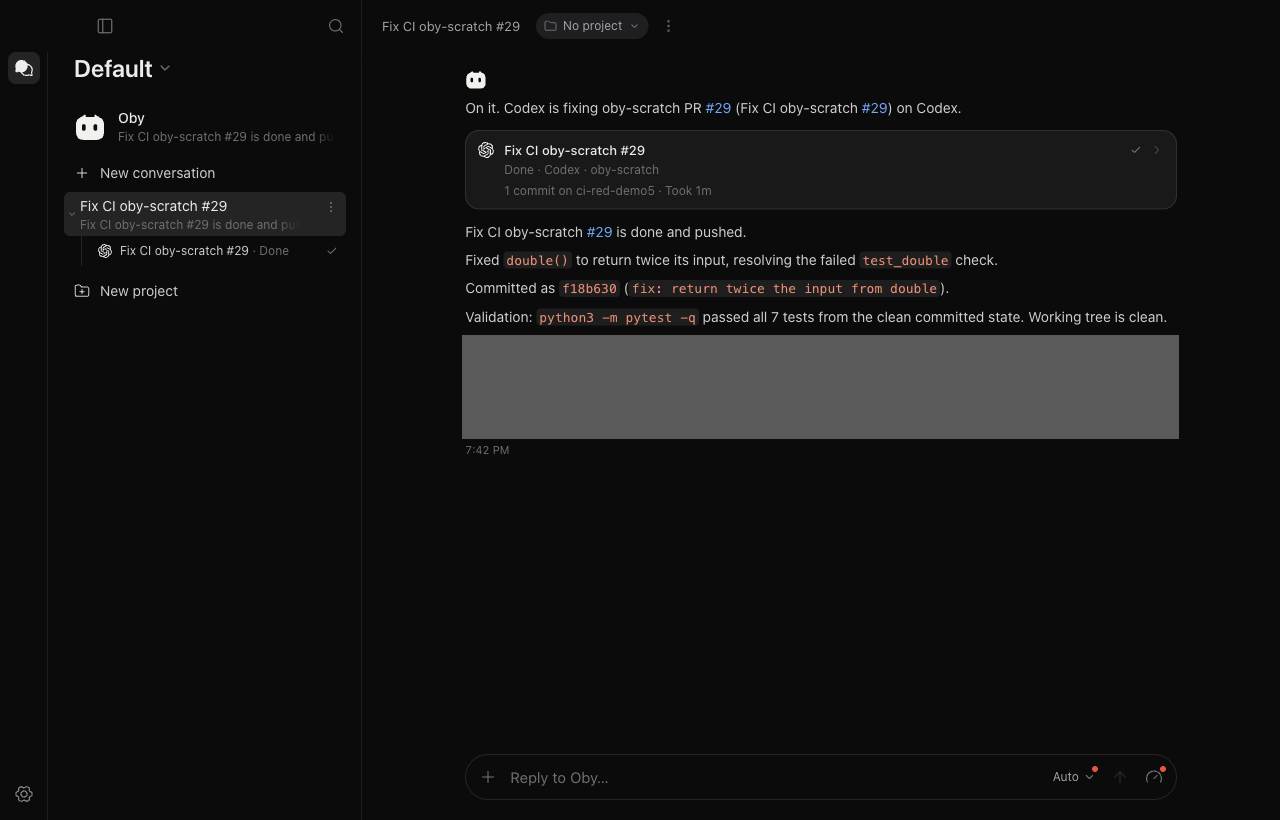 Fix CI oby-scratch #29
No project
Default
Oby
Fix CI oby-scratch #29 is done and pu
New conversation
Fix CI oby-scratch #29
Fix CI oby-scratch #29 is done and pus
Fix CI oby-scratch #29 · Done
New project
On it. Codex is fixing oby-scratch PR #29 (Fix CI oby-scratch #29) on Codex.
Fix CI oby-scratch #29
Done · Codex · oby-scratch
1 commit on ci-red-demo5 · Took 1m
Fix CI oby-scratch #29 is done and pushed.
Fixed double() to return twice its input, resolving the failed test_double check.
Committed as f18b630 (fix: return twice the input from double).
Validation: python3 -m pytest -q passed all 7 tests from the clean committed state. Working tree is clean.
7:42 PM
Reply to Oby...
Auto